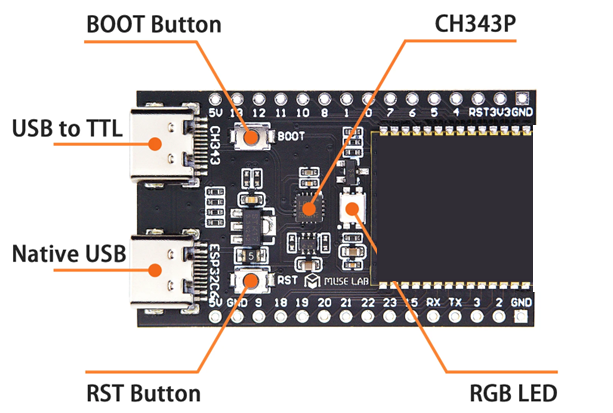 BOOT Button
CH343P
5V 13 12 11 10 8 1 0 7 6 5 4 RST 3V3 GND
USB to TTL
CH343
BOOT
Native USB
ESP32C6
5
RST
MUSE LAB
5V GND 9 18 19 20 21 22 23 15 RX TX 3 2 GND
RST Button
RGB LED